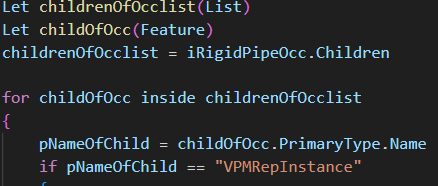 Let childrenOfOcclist(List)
Let childOfOcc(Feature)
childrenOfOcclist = iRigidPipeOcc.Children
for childOfOcc inside childrenOfOcclist
{
pNameOfChild = childOfOcc.PrimaryType.Name
if pNameOfChild == "VPMRepInstance"
{